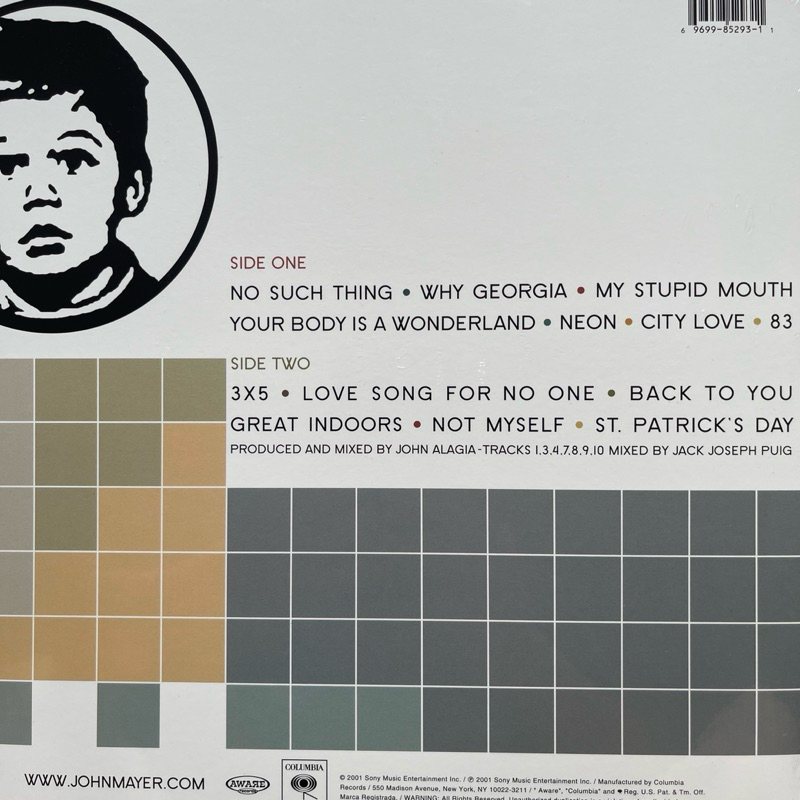 6 9699-85293-1 1
SIDE ONE
NO SUCH THING • WHY GEORGIA • MY STUPID MOUTH
YOUR BODY IS A WONDERLAND • NEON • CITY LOVE • 83
SIDE TWO
3X5 • LOVE SONG FOR NO ONE • BACK TO YOU
GREAT INDOORS • NOT MYSELF • ST. PATRICK'S DAY
PRODUCED AND MIXED BY JOHN ALAGIA-TRACKS 1.3.4.7.8.9.10 MIXED BY JACK JOSEPH PUIG
WWW.JOHNMAYER.COM
AWARE
COLUMBIA
© 2001 Sony Music Entertainment Inc. / ℗ 2001 Sony Music Entertainment Inc. / Manufactured by Columbia
Records / 550 Madison Avenue, New York, NY 10022-3211 / " Aware", "Columbia" and ❤ Reg. U.S. Pat. & Tm. Off.
Marca Registrada. / WARNING: All Rights Reserved. Unauthorized duplication is a